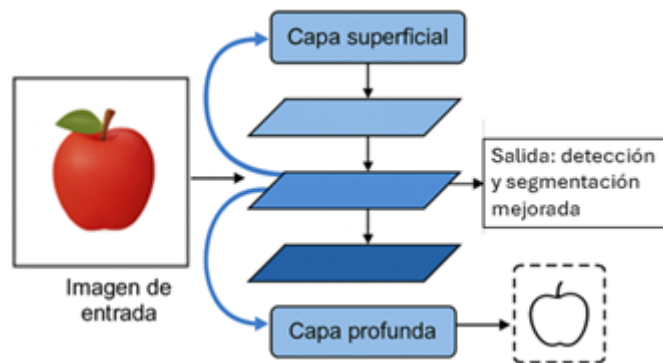 Capa superficial
Imagen de
entrada
Salida: detección
y segmentación
mejorada
Capa profunda